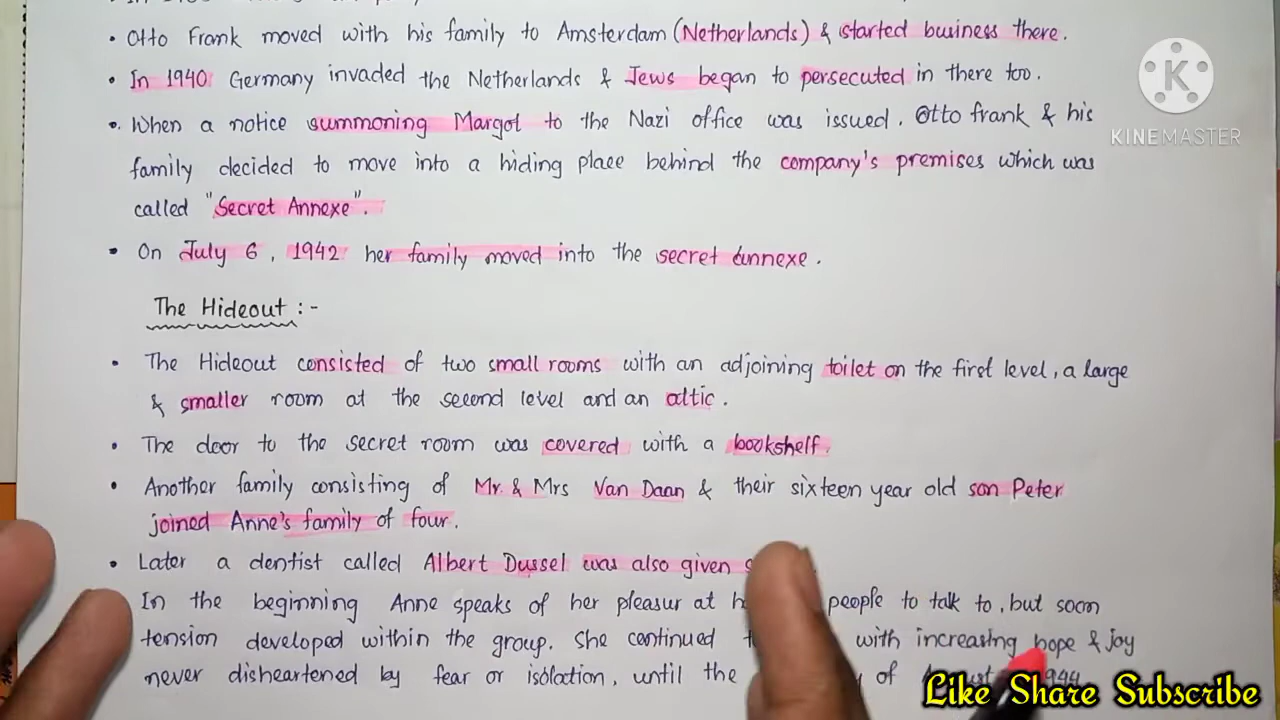 • Otto Frank moved with his family to Amsterdam (Netherlands) & started business there.
• In 1940 Germany invaded the Netherlands & Jews began to persecuted in there too.
• When a notice summoning Margot to the Nazi office was issued. Otto frank & his
family decided to move into a hiding place behind the company's premises which was
called "Secret Annexe".
• On July 6, 1942 her family moved into the secret annexe.
The Hideout :-
• The Hideout consisted of two small rooms with an adjoining toilet on the first level, a large
& smaller room at the second level and an attic.
• The door to the secret room was covered with a bookshelf.
• Another family consisting of Mr. & Mrs Van Daan & their sixteen year old son Peter
joined Anne's family of four.
• Later a dentist called Albert Dussel was also given
In the beginning Anne speaks of her pleasur at people to talk to, but soon
tension developed within the group. She continued with increasing hope & joy
never disheartened by fear or isolation, until the of 1944
K
KINEMASTER
Like Share Subscribe